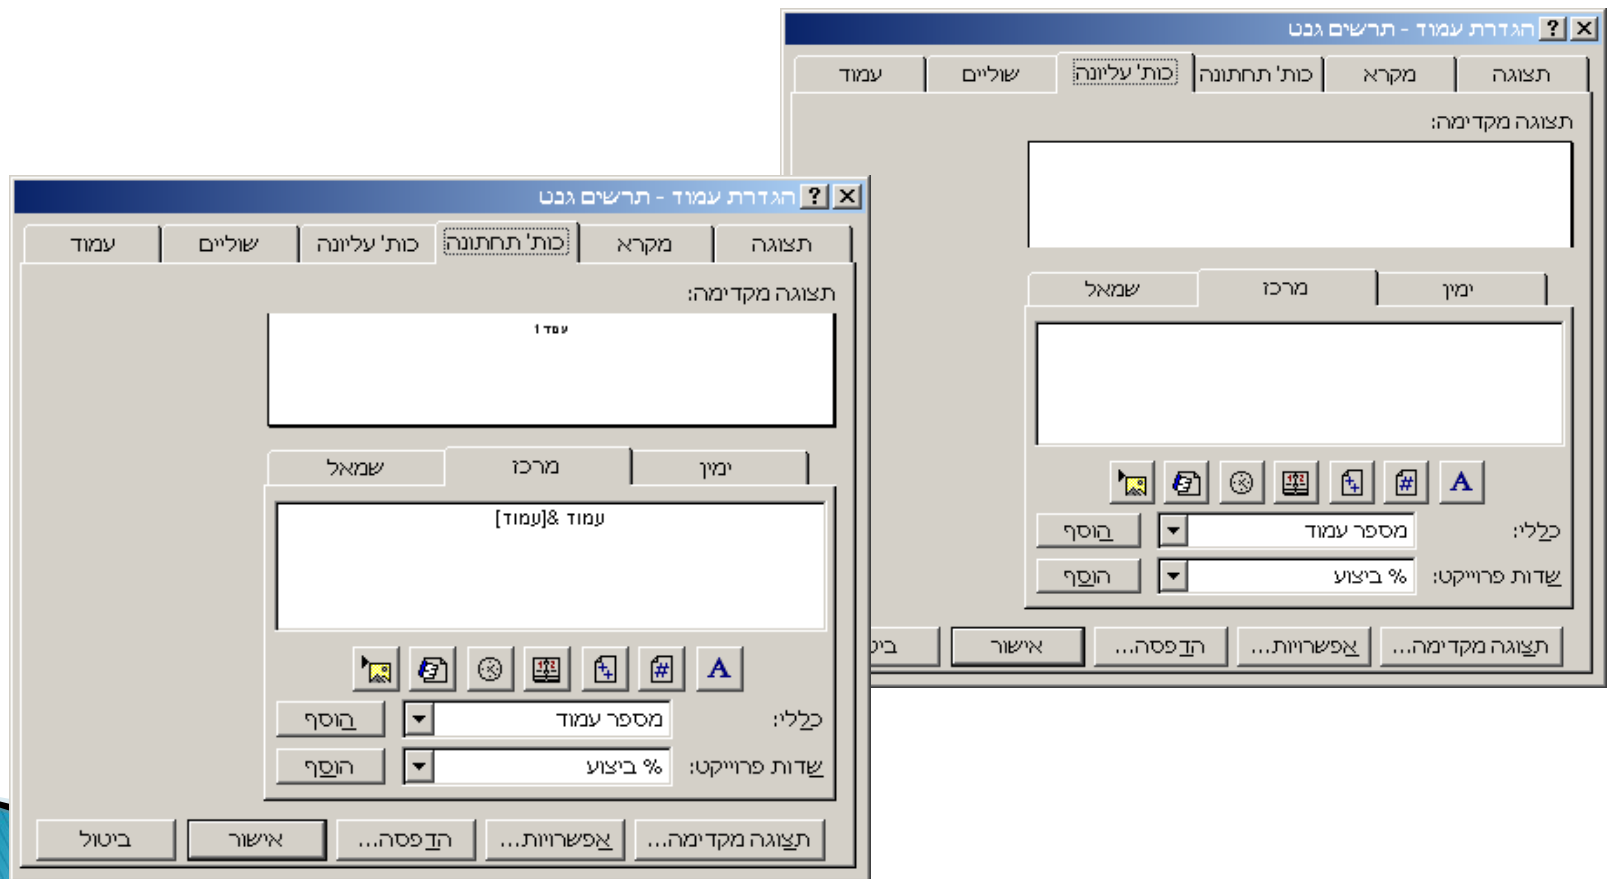 הגדרת עמוד - תרשים גנט
תצוגה מקרא כות' תחתונה כות' עליונה שוליים עמוד
תצוגה מקדימה:
ימין מרכז שמאל
כללי: מספר עמוד הוסף
שדות פרוייקט: % ביצוע הוסף
תצוגה מקדימה... אפשרויות... הדפסה... אישור ביט
הגדרת עמוד - תרשים גנט
תצוגה מקרא כות' תחתונה כות' עליונה שוליים עמוד
תצוגה מקדימה:
עמד 1
ימין מרכז שמאל
עמוד &[עמוד]
כללי: מספר עמוד הוסף
שדות פרוייקט: % ביצוע הוסף
תצוגה מקדימה... אפשרויות... הדפסה... אישור ביטול